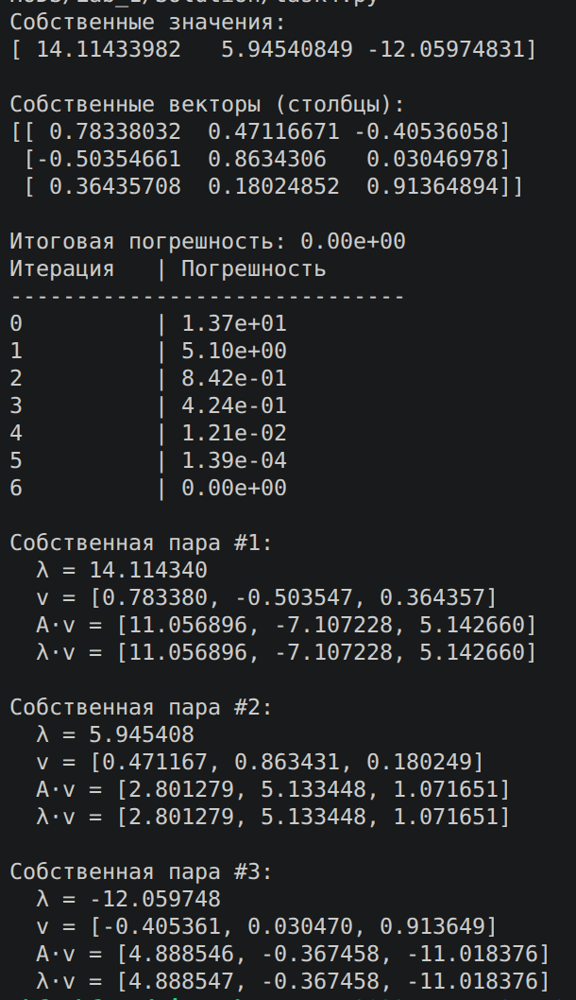 Собственные значения:
[ 14.11433982   5.94540849 -12.05974831]
Собственные векторы (столбцы):
[[ 0.78338032  0.47116671 -0.40536058]
 [-0.50354661  0.8634306   0.03046978]
 [ 0.36435708  0.18024852  0.91364894]]
Итоговая погрешность: 0.00e+00
Итерация   | Погрешность
------------------------------
0          | 1.37e+01
1          | 5.10e+00
2          | 8.42e-01
3          | 4.24e-01
4          | 1.21e-02
5          | 1.39e-04
6          | 0.00e+00
Собственная пара #1:
  λ = 14.114340
  v = [0.783380, -0.503547, 0.364357]
  A·v = [11.056896, -7.107228, 5.142660]
  λ·v = [11.056896, -7.107228, 5.142660]
Собственная пара #2:
  λ = 5.945408
  v = [0.471167, 0.863431, 0.180249]
  A·v = [2.801279, 5.133448, 1.071651]
  λ·v = [2.801279, 5.133448, 1.071651]
Собственная пара #3:
  λ = -12.059748
  v = [-0.405361, 0.030470, 0.913649]
  A·v = [4.888546, -0.367458, -11.018376]
  λ·v = [4.888547, -0.367458, -11.018376]